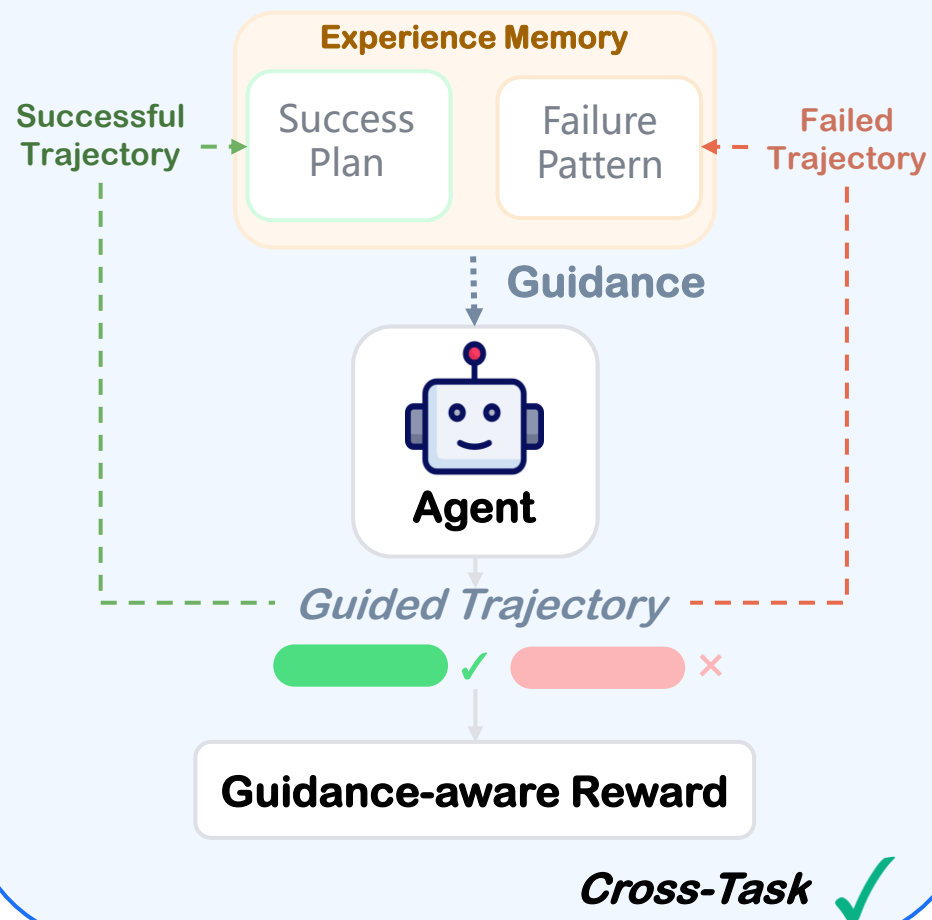 Experience Memory
Successful
Trajectory
Success
Plan
Failure
Pattern
Failed
Trajectory
Guidance
Agent
Guided Trajectory
Guidance-aware Reward
Cross-Task